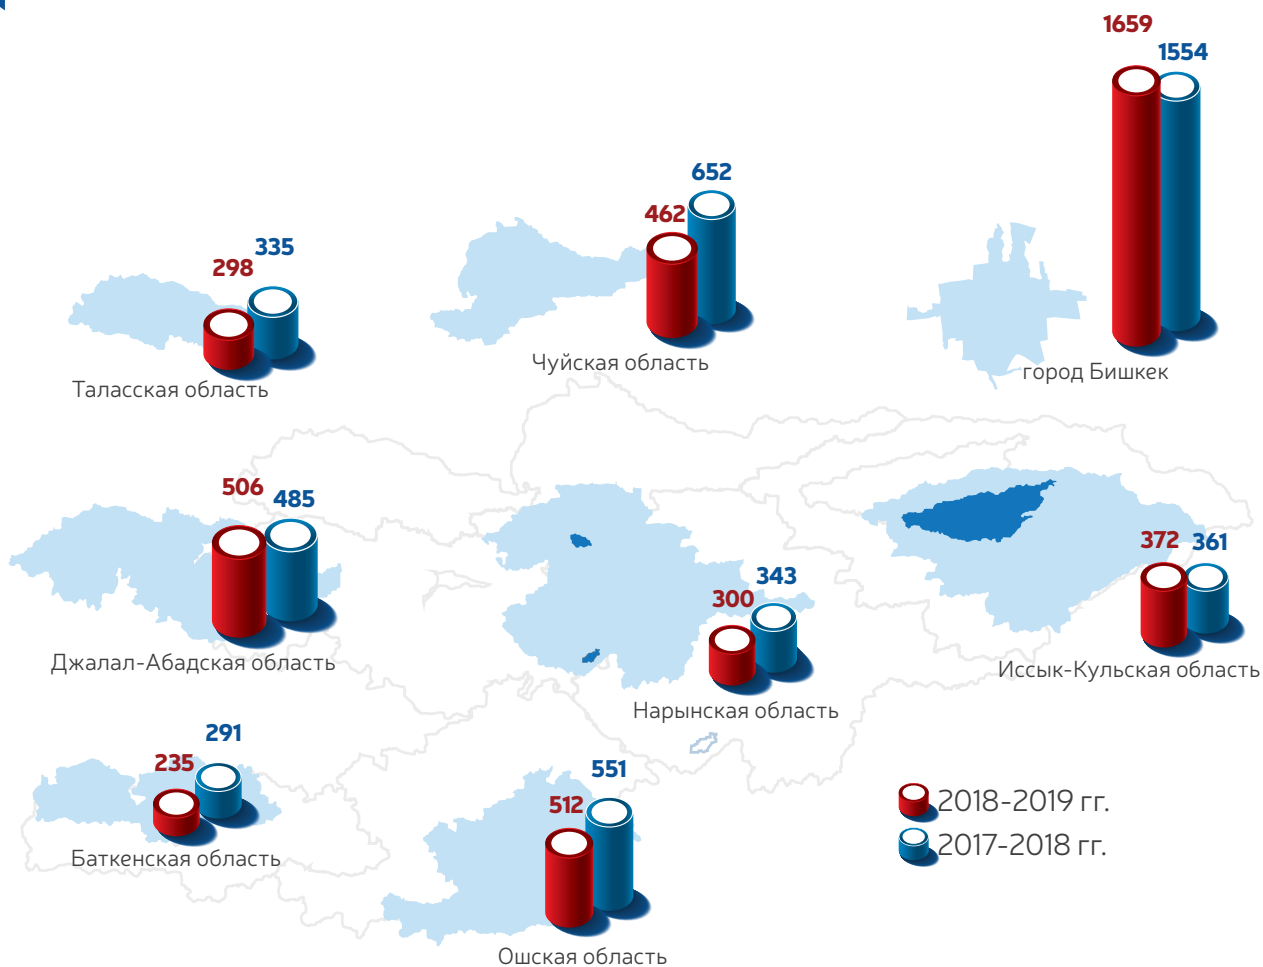 1659
1554
город Бишкек
652
462
Чуйская область
335
298
Таласская область
506
485
Джалал-Абадская область
343
300
Нарынская область
372
361
Иссык-Кульская область
291
235
Баткенская область
551
512
Ошская область
2018-2019 гг.
2017-2018 гг.